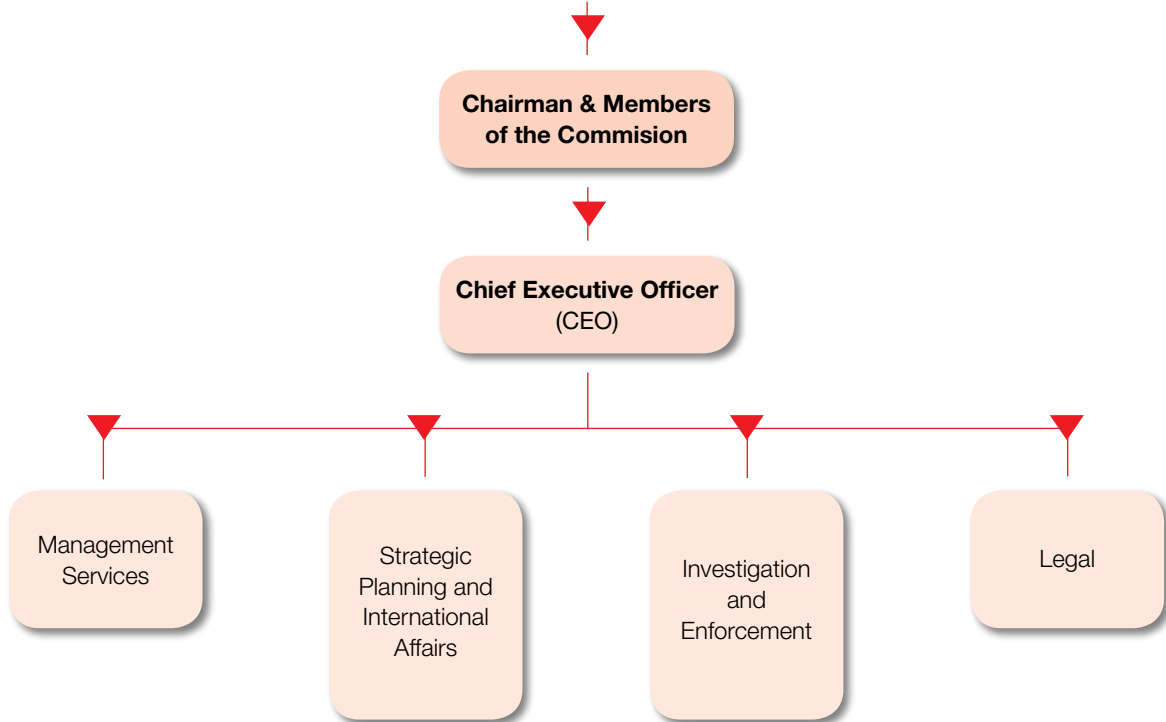 Chairman & Members
of the Commision
Chief Executive Officer
(CEO)
Management
Services
Strategic
Planning and
International
Affairs
Investigation
and
Enforcement
Legal